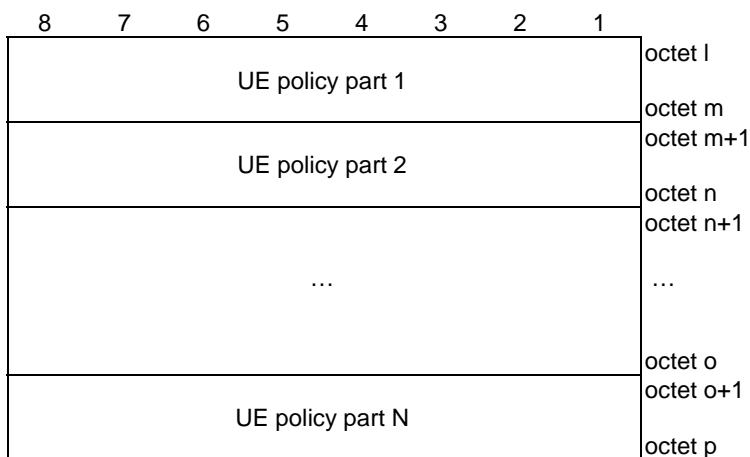 8 7 6 5 4 3 2 1
octet l
UE policy part 1
octet m
octet m+1
UE policy part 2
octet n
octet n+1
… …
octet o
octet o+1
UE policy part N
octet p